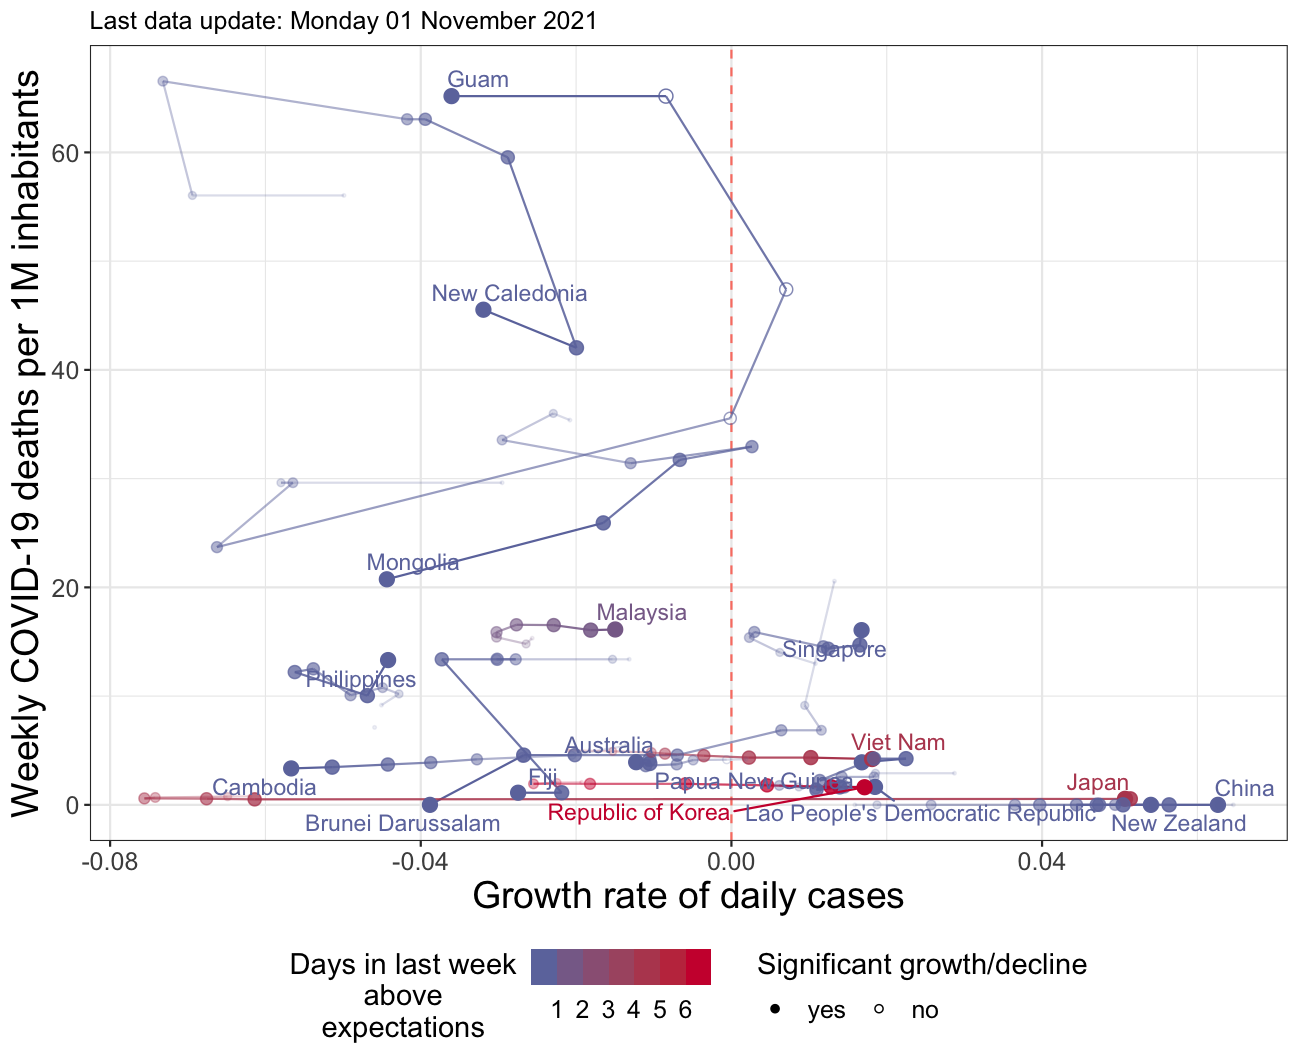 Last data update: Monday 01 November 2021
Weekly COVID-19 deaths per 1M inhabitants
60
40
20
0
Guam
New Caledonia
Mongolia
Malaysia
Singapore
Philippines
Australia
Viet Nam
Fiji
Papua New Guinea
Cambodia
Japan
China
Republic of Korea
Lao People's Democratic Republic
Brunei Darussalam
New Zealand
-0.08
-0.04
0.00
0.04
Growth rate of daily cases
Days in last week
above
expectations
1 2 3 4 5 6
Significant growth/decline
yes
no